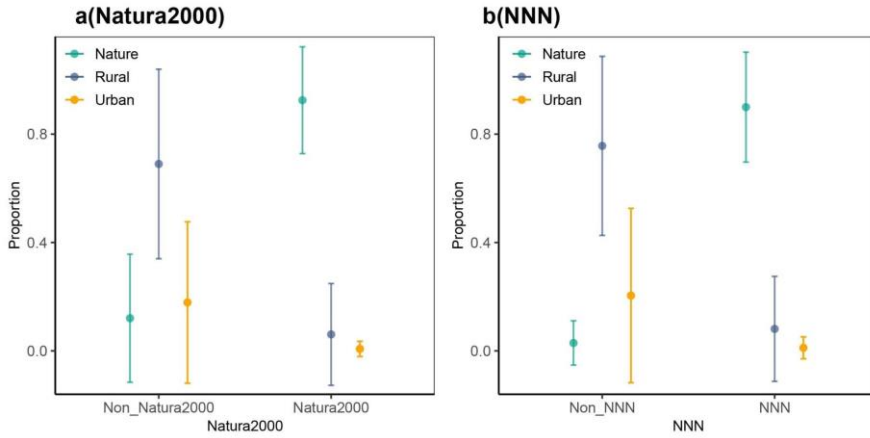 a(Natura2000)
Nature
Rural
Urban
0.8
0.4
0.0
Proportion
Non_Natura2000 Natura2000
Natura2000
b(NNN)
Nature
Rural
Urban
0.8
0.4
0.0
Proportion
Non_NNN NNN
NNN